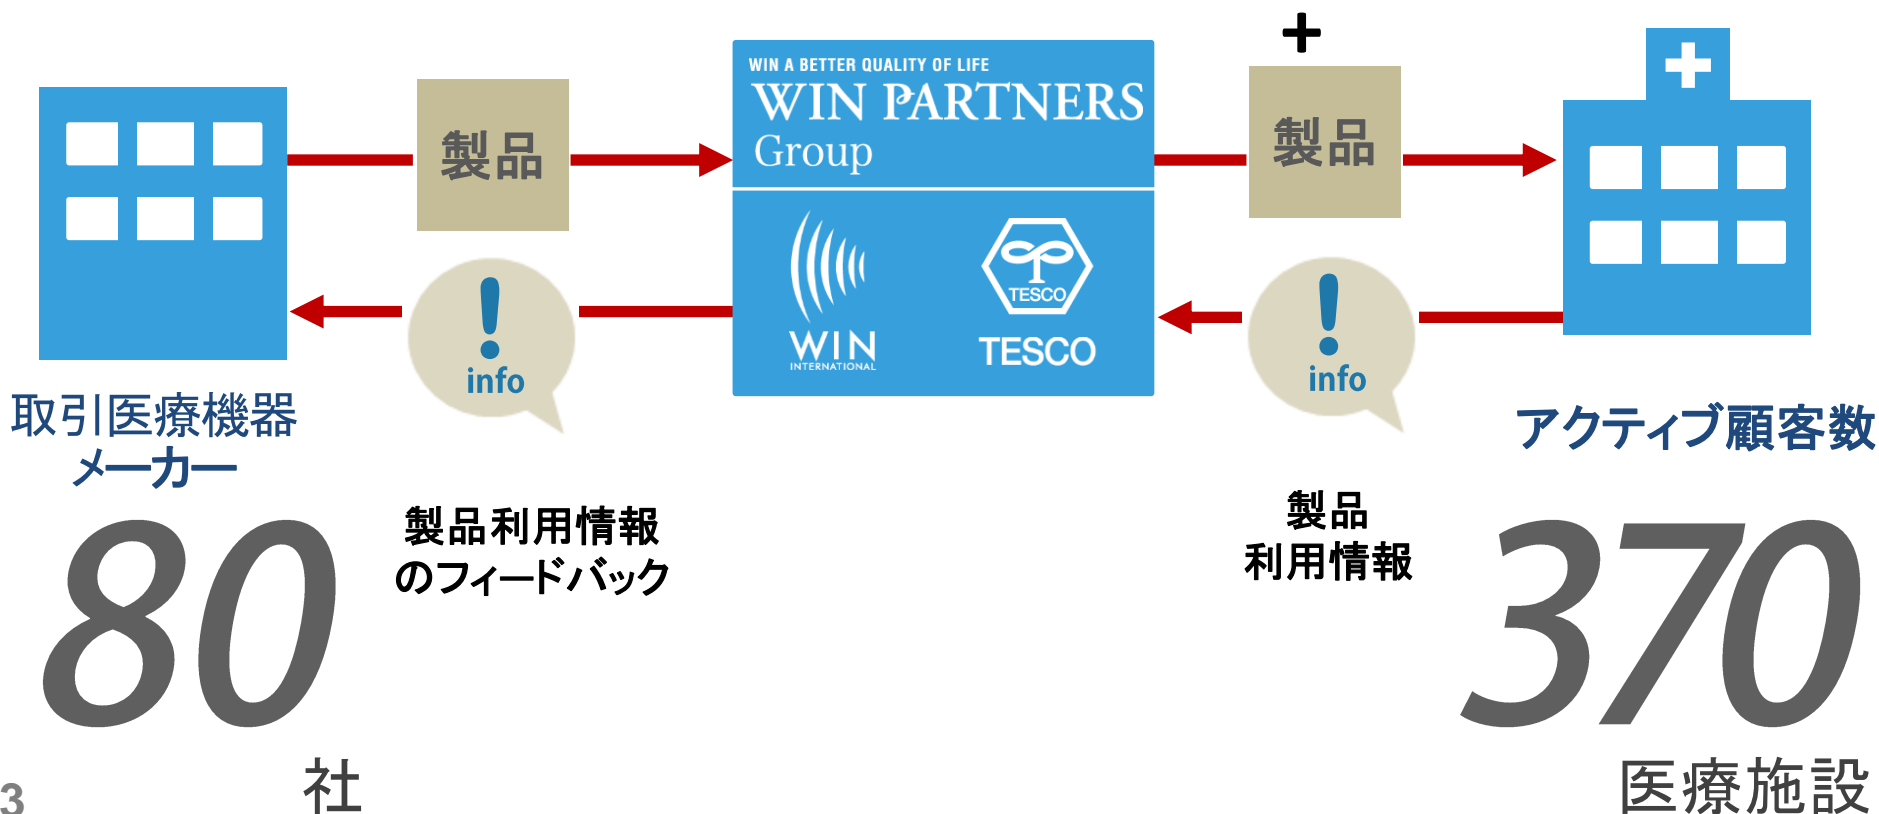 +
製品
WIN A BETTER QUALITY OF LIFE
WIN PARTNERS
Group
製品
WIN
INTERNATIONAL
TESCO
TESCO
info
info
取引医療機器
メーカー
80
社
製品利用情報
のフィードバック
製品
利用情報
アクティブ顧客数
370
医療施設
3